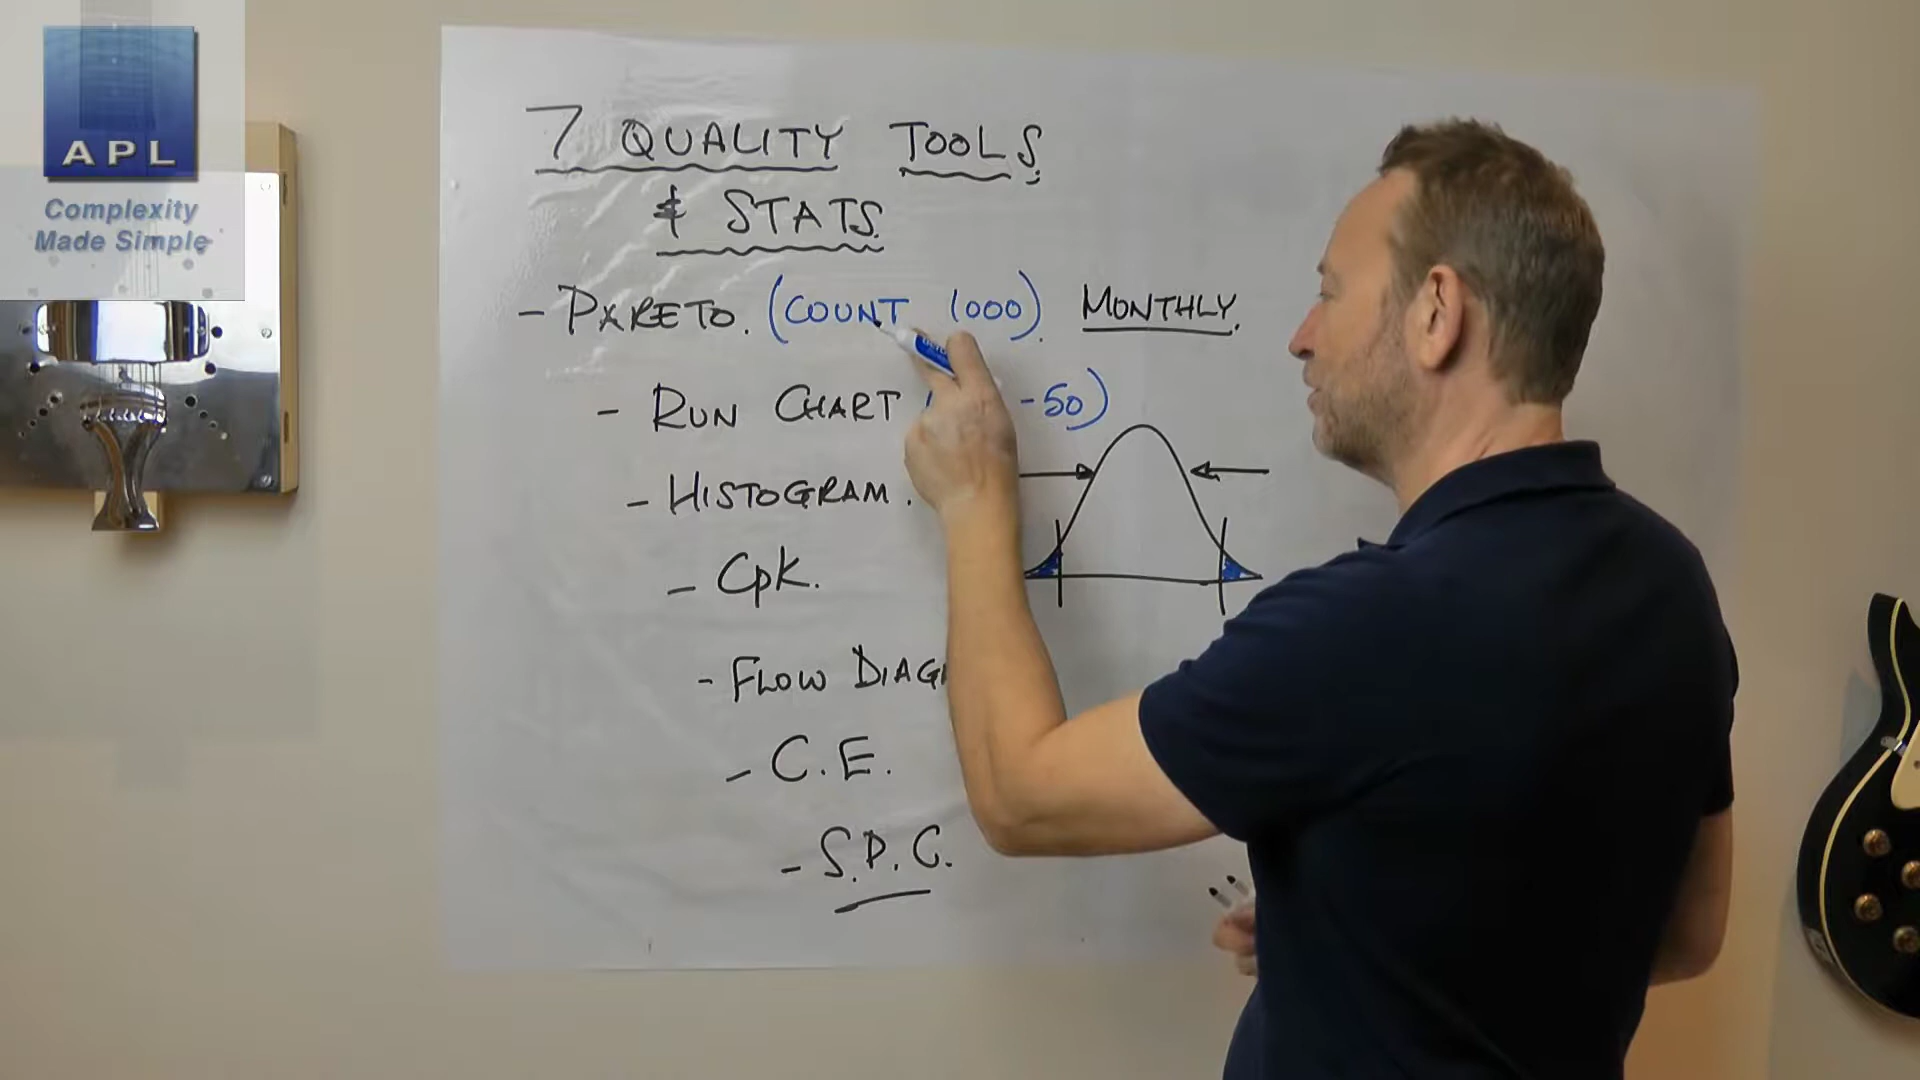 APL
Complexity
Made Simple
7 QUALITY TOOLS
& STATS.
- PARETO. (COUNT 1000). MONTHLY.
- RUN CHART ( -50)
- HISTOGRAM.
- CpK.
- FLOW DIAG
- C.E.
- S.P.C.